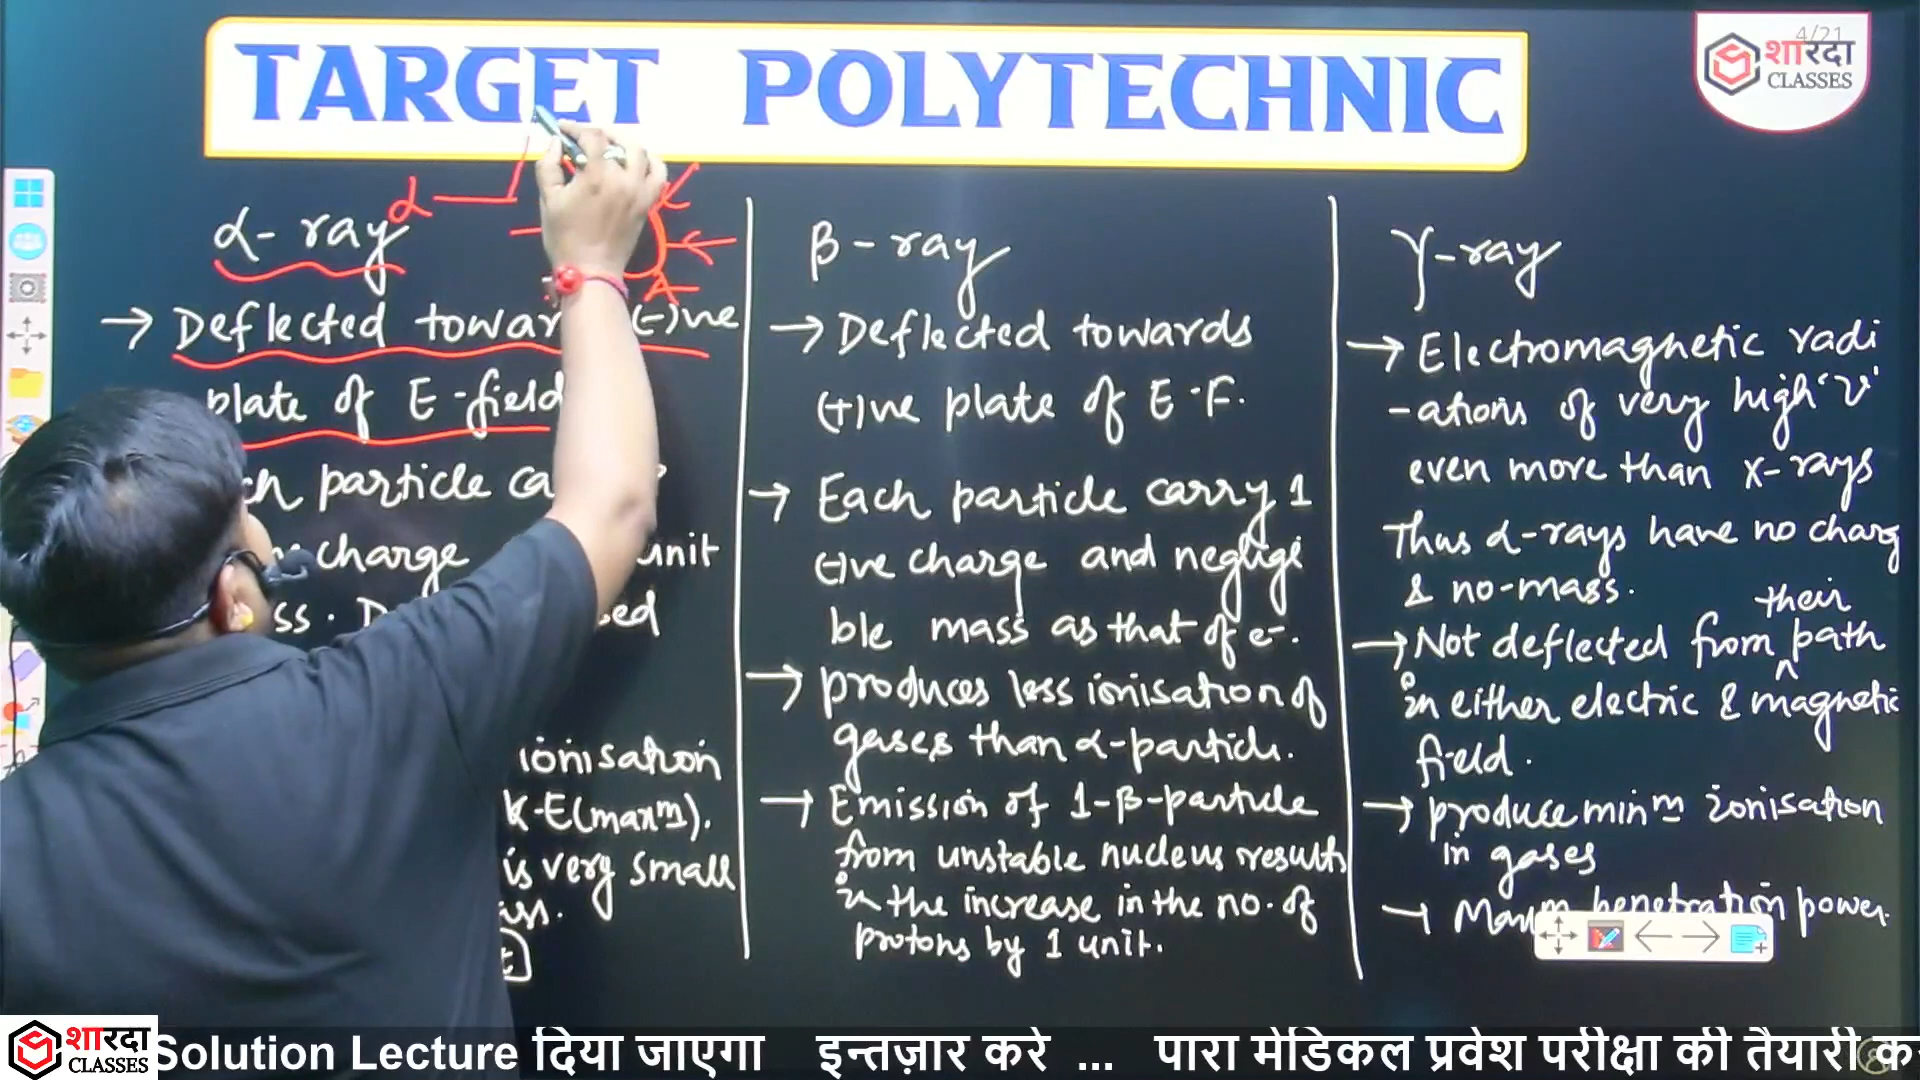 TARGET POLYTECHNIC
4/21
शारदा
CLASSES
α
α-ray
→ Deflected towar (-)ve
plate of E-field
ch particle ca
charge unit
ss. D sed
ionisation
K-E(maxm).
is very small
β-ray
→ Deflected towards
(+)ve plate of E.F.
→ Each particle carry 1
(-)ve charge and negligi
ble mass as that of e-.
→ produces less ionisation of
gases than α-particle.
→ Emission of 1-β-particle
from unstable nucleus results
in the increase in the no. of
protons by 1 unit.
γ-ray
→ Electromagnetic radi
-ations of very high 'ν'
even more than x-rays
Thus α-rays have no charg
& no-mass.
→ Not deflected from their path
in either electric & magnetic
field.
→ produce minm ionisation
in gases
→ penetration power.
शारदा
CLASSES
Solution Lecture दिया जाएगा इन्तज़ार करे ... पारा मेडिकल प्रवेश परीक्षा की तैयारी क